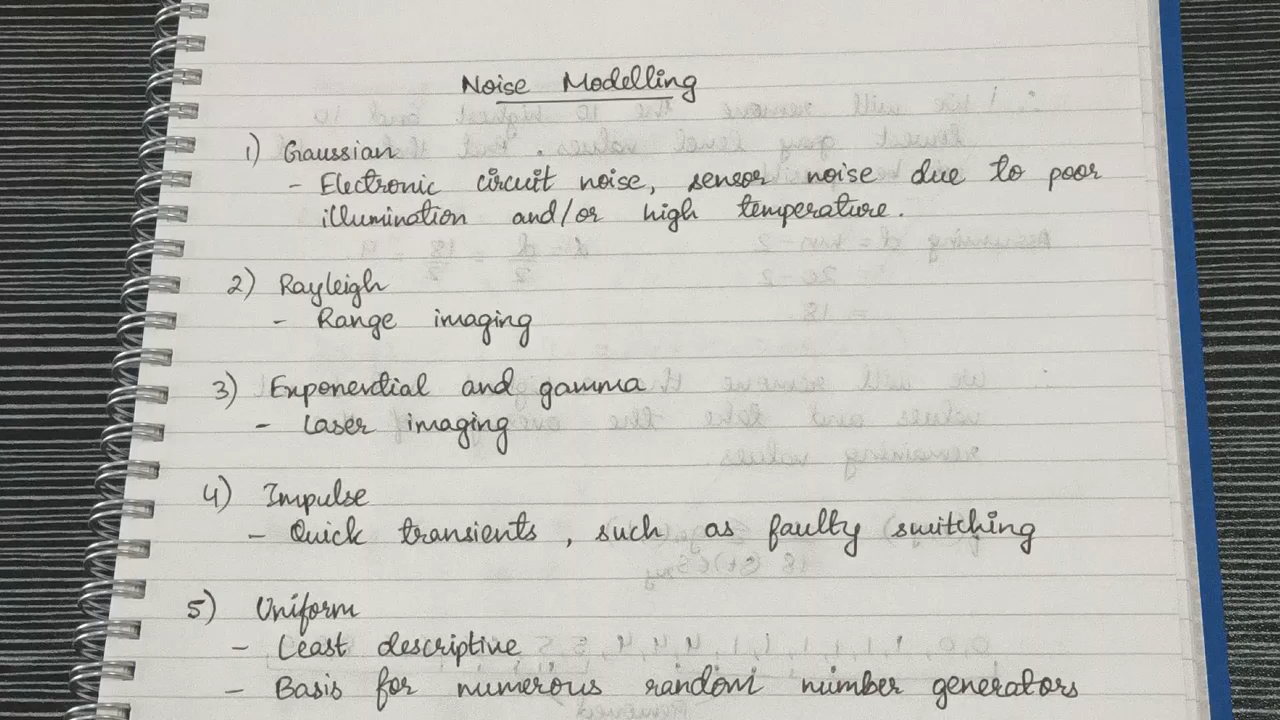 Noise Modelling
1) Gaussian
- Electronic circuit noise, sensor noise due to poor
illumination and/or high temperature.
2) Rayleigh
- Range imaging
3) Exponential and gamma
- Laser imaging
4) Impulse
- Quick transients, such as faulty switching
5) Uniform
- Least descriptive
- Basis for numerous random number generators